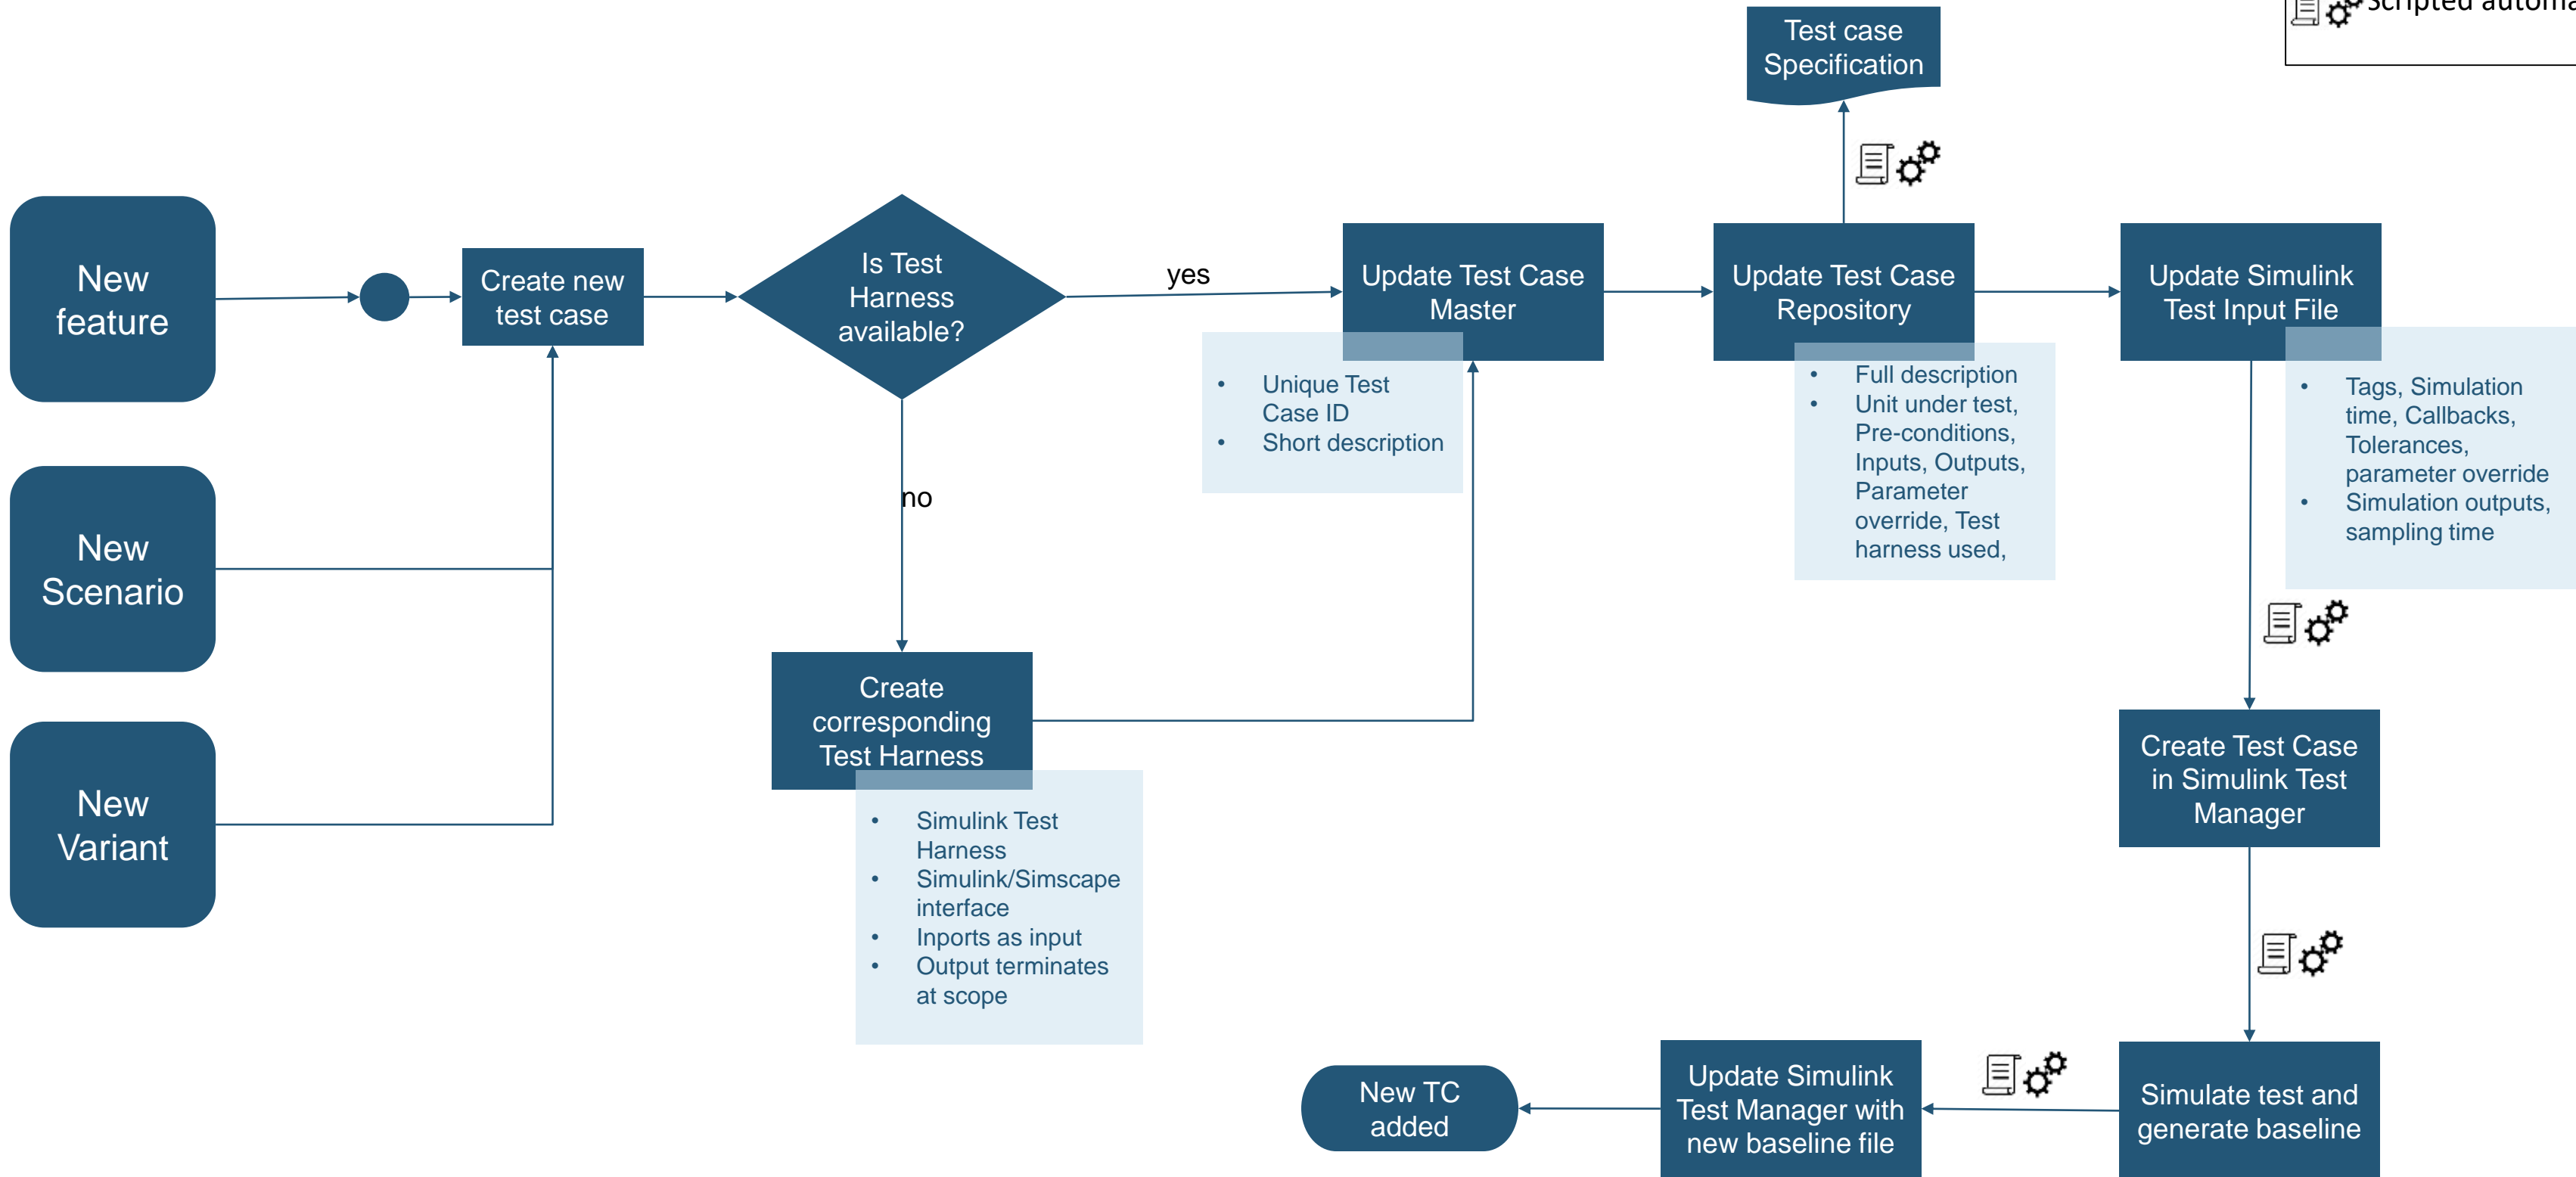 Scripted automa
Test case
Specification
New
feature
Create new
test case
Is Test
Harness
available?
yes
Update Test Case
Master
Update Test Case
Repository
Update Simulink
Test Input File
• Unique Test
Case ID
• Short description
• Full description
• Unit under test,
Pre-conditions,
Inputs, Outputs,
Parameter
override, Test
harness used,
• Tags, Simulation
time, Callbacks,
Tolerances,
parameter override
• Simulation outputs,
sampling time
no
New
Scenario
Create
corresponding
Test Harness
• Simulink Test
Harness
• Simulink/Simscape
interface
• Inports as input
• Output terminates
at scope
New
Variant
Create Test Case
in Simulink Test
Manager
Simulate test and
generate baseline
Update Simulink
Test Manager with
new baseline file
New TC
added